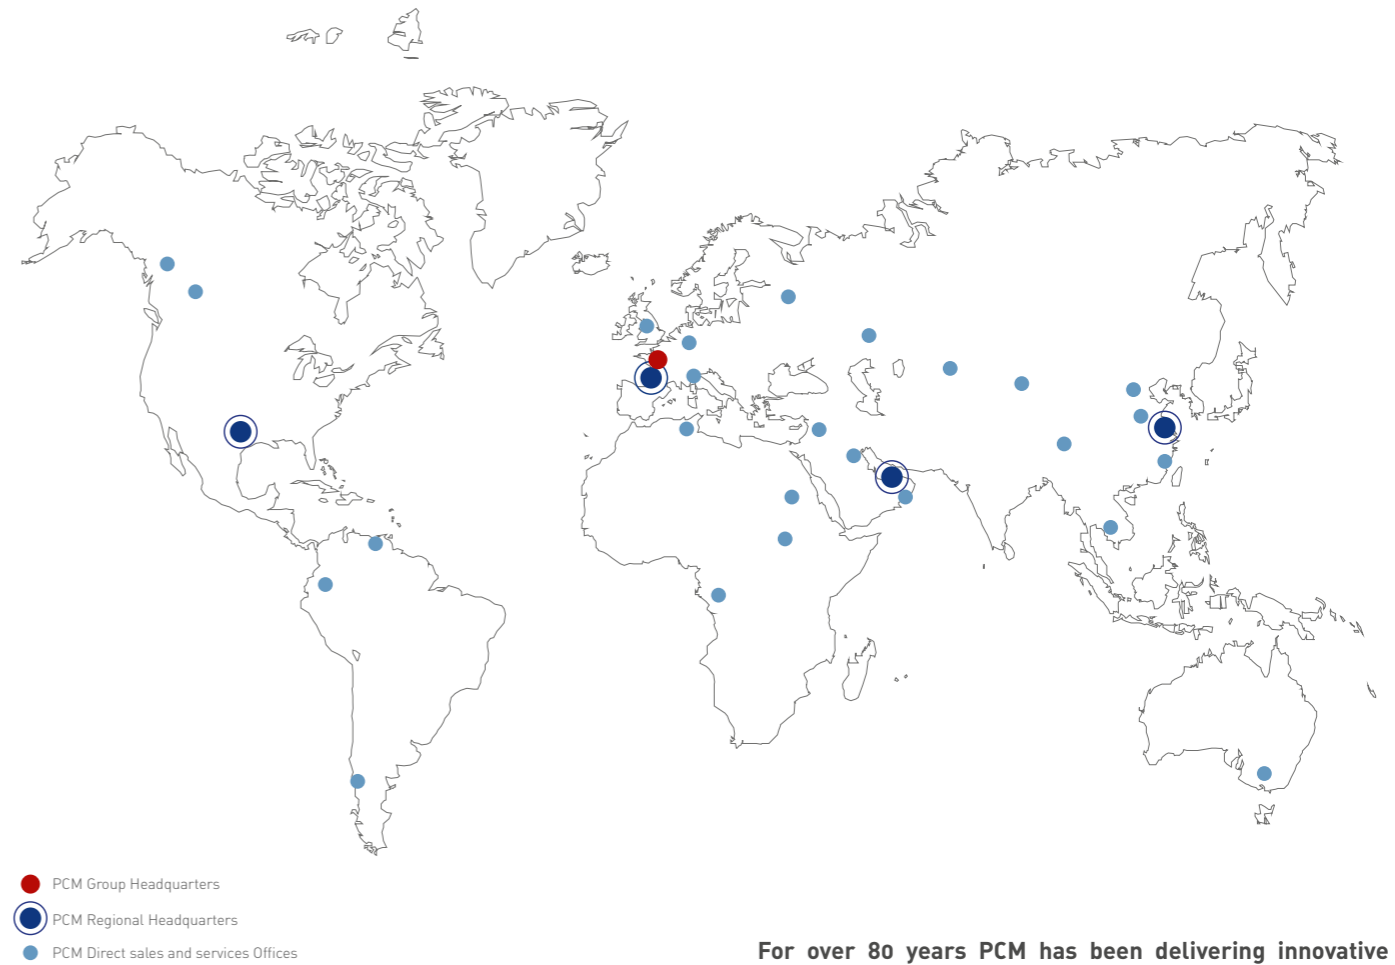 PCM Group Headquarters
PCM Regional Headquarters
PCM Direct sales and services Offices
For over 80 years PCM has been delivering innovative